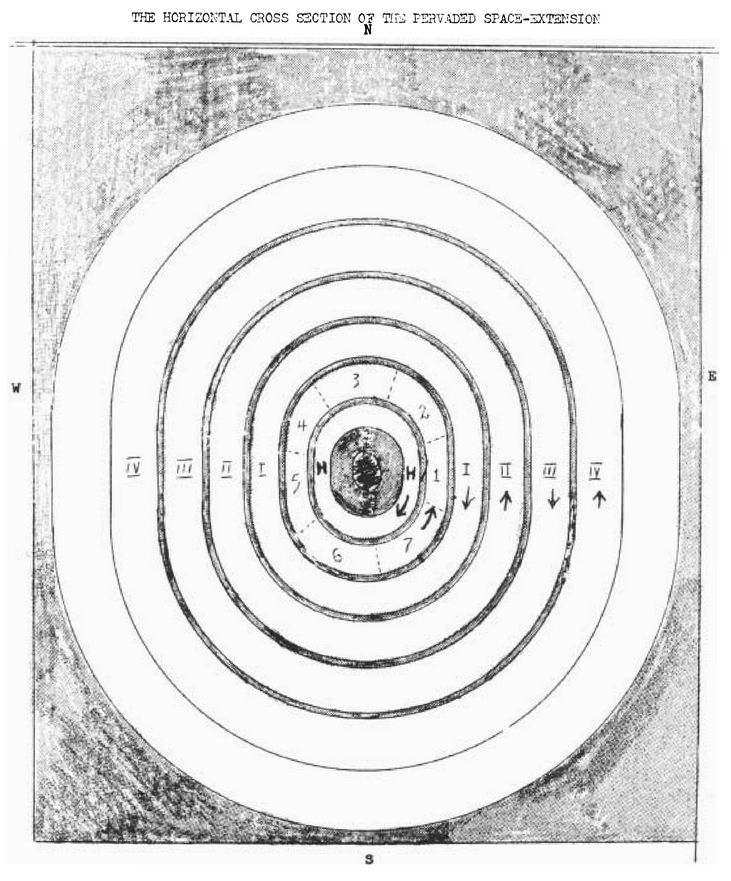 THE HORIZONTAL CROSS SECTION OF THE PERVADED SPACE-EXTENSION
N
W
E
3
4
2
IV III II I 5 H H 1 I II III IV
6
7
S